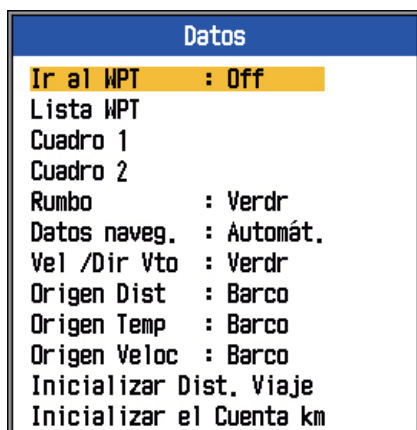 Datos
Ir al WPT : Off
Lista WPT
Cuadro 1
Cuadro 2
Rumbo : Verdr
Datos naveg. : Automát.
Vel /Dir Vto : Verdr
Origen Dist : Barco
Origen Temp : Barco
Origen Veloc : Barco
Inicializar Dist. Viaje
Inicializar el Cuenta km